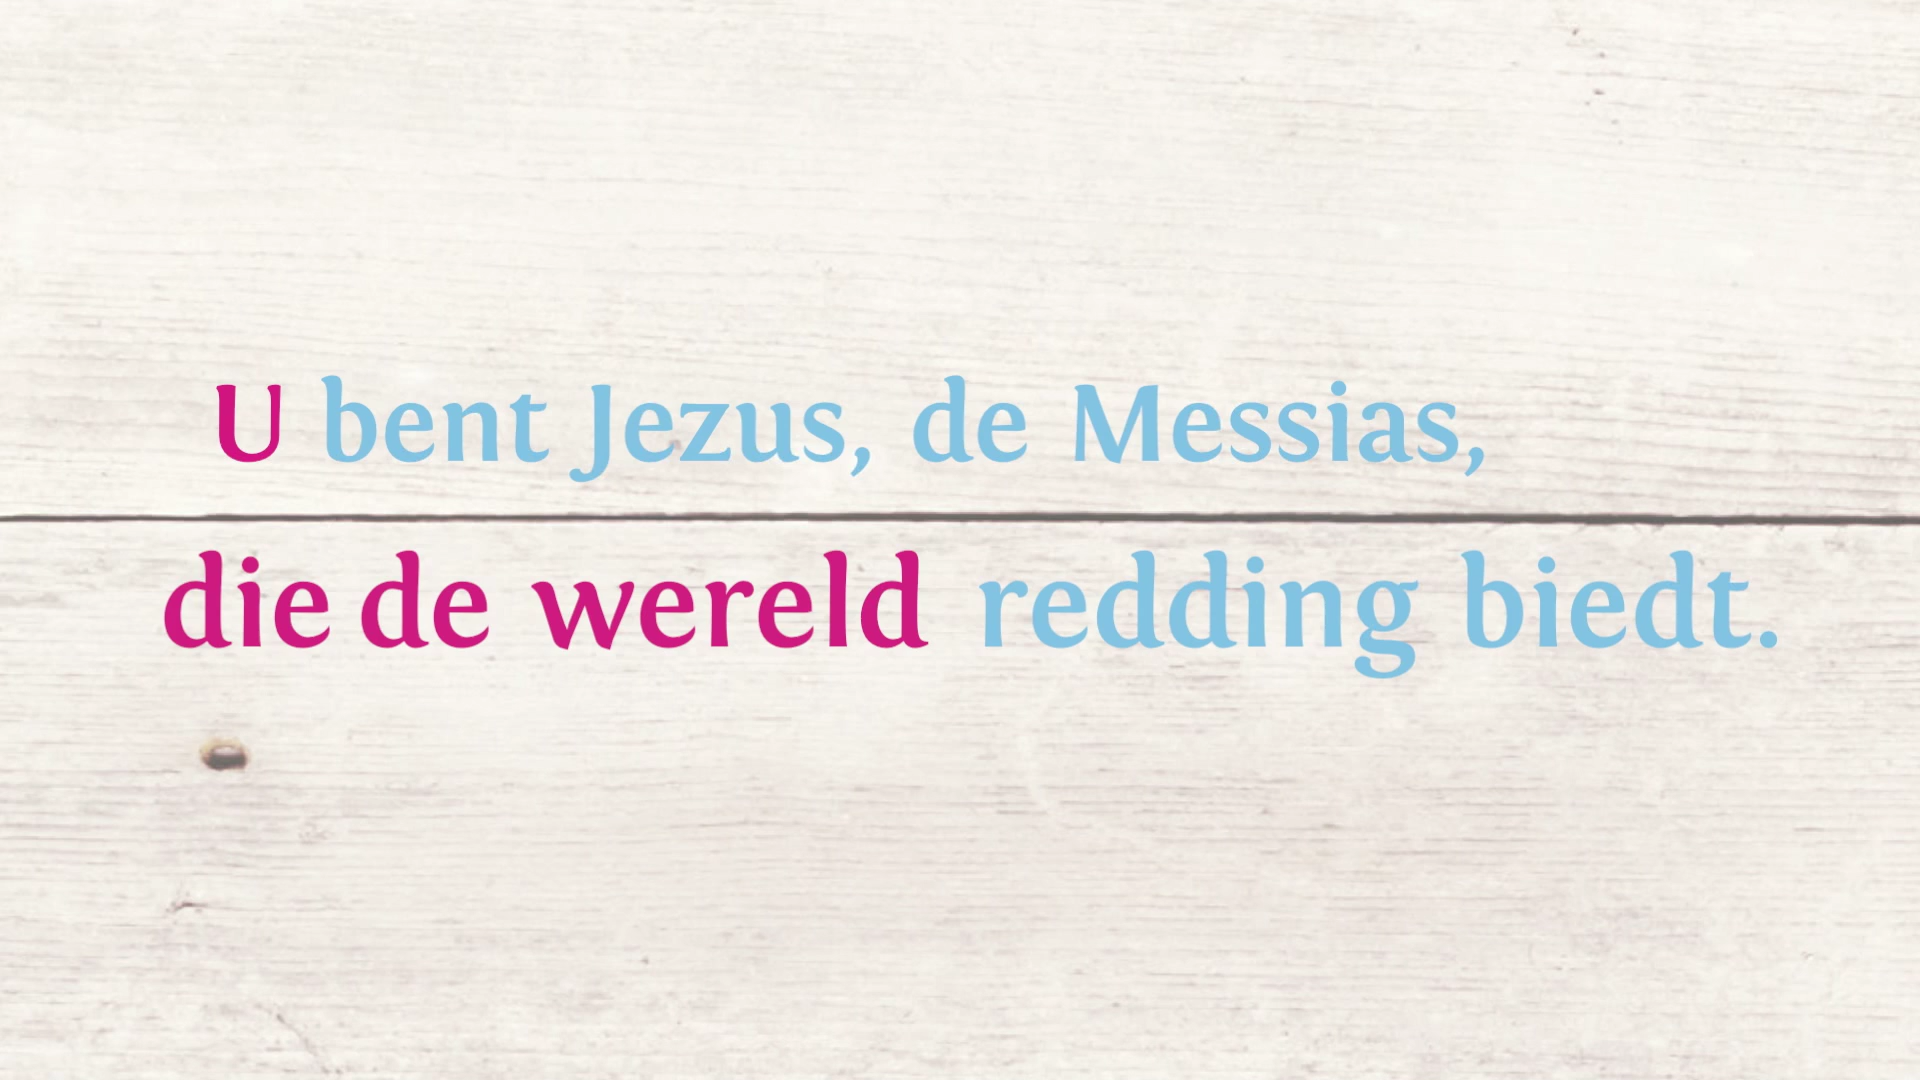 U bent Jezus, de Messias,
die de wereld redding biedt.